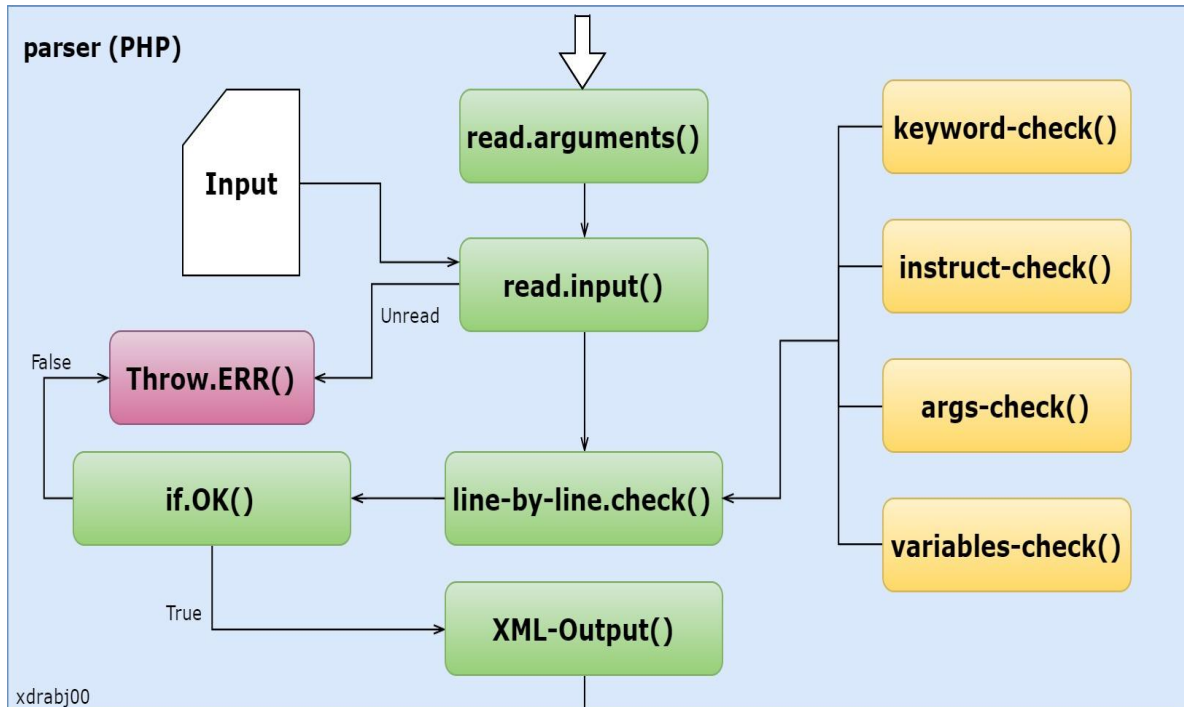 parser (PHP)
read.arguments()
keyword-check()
Input
instruct-check()
read.input()
Unread
False
Throw.ERR()
args-check()
if.OK()
line-by-line.check()
variables-check()
True
XML-Output()
xdrabj00